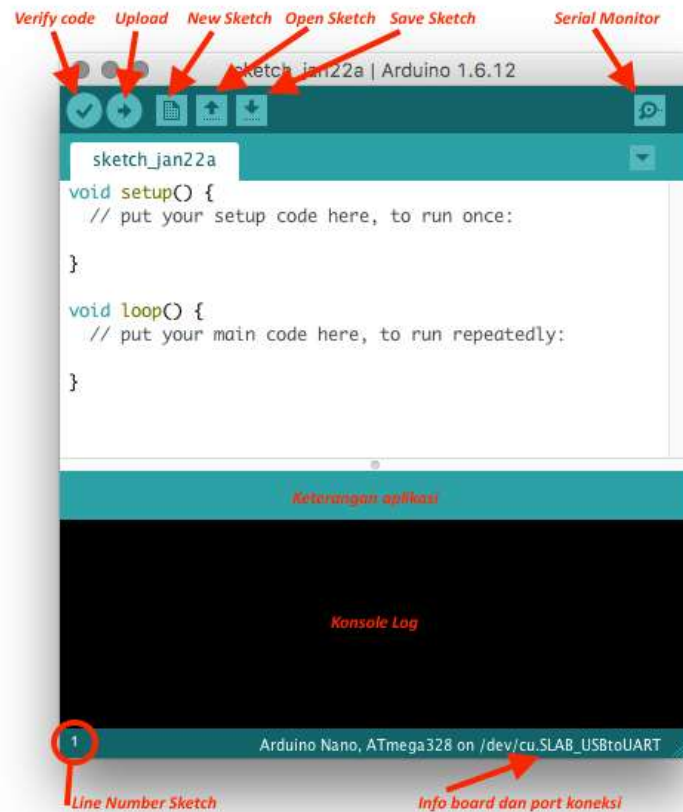 Verify code Upload New Sketch Open Sketch Save Sketch Serial Monitor
sketch_jan22a | Arduino 1.6.12
sketch_jan22a
void setup() {
// put your setup code here, to run once:
}
void loop() {
// put your main code here, to run repeatedly:
}
Keterangan aplikasi
Konsole Log
1
Arduino Nano, ATmega328 on /dev/cu.SLAB_USBtoUART
Line Number Sketch Info board dan port koneksi